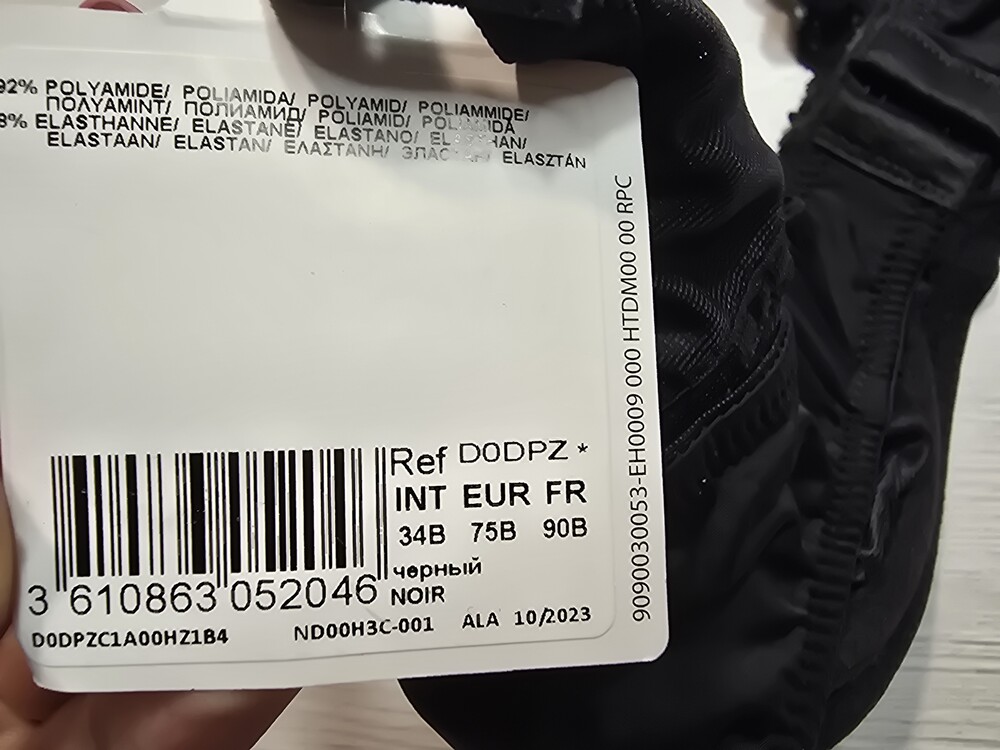 92% POLYAMIDE/ POLIAMIDA/ POLYAMID/ POLIAMMIDE/
ΠΟΛΥΑΜΙΝΤ/ ПОЛИАМИД/ POLIAMID/
8% ELASTHANNE/ ELASTANE/ ELASTANO/
ELASTAAN/ ELASTAN/ ΕΛΑΣΤΑΝΗ/ ELASZTÁN
9090030053-EH0009 000 HTDM00 00 RPC
Ref D0DPZ *
INT EUR FR
34B 75B 90B
черный
NOIR
3 610863 052046
D0DPZC1A00HZ1B4 ND00H3C-001 ALA 10/2023